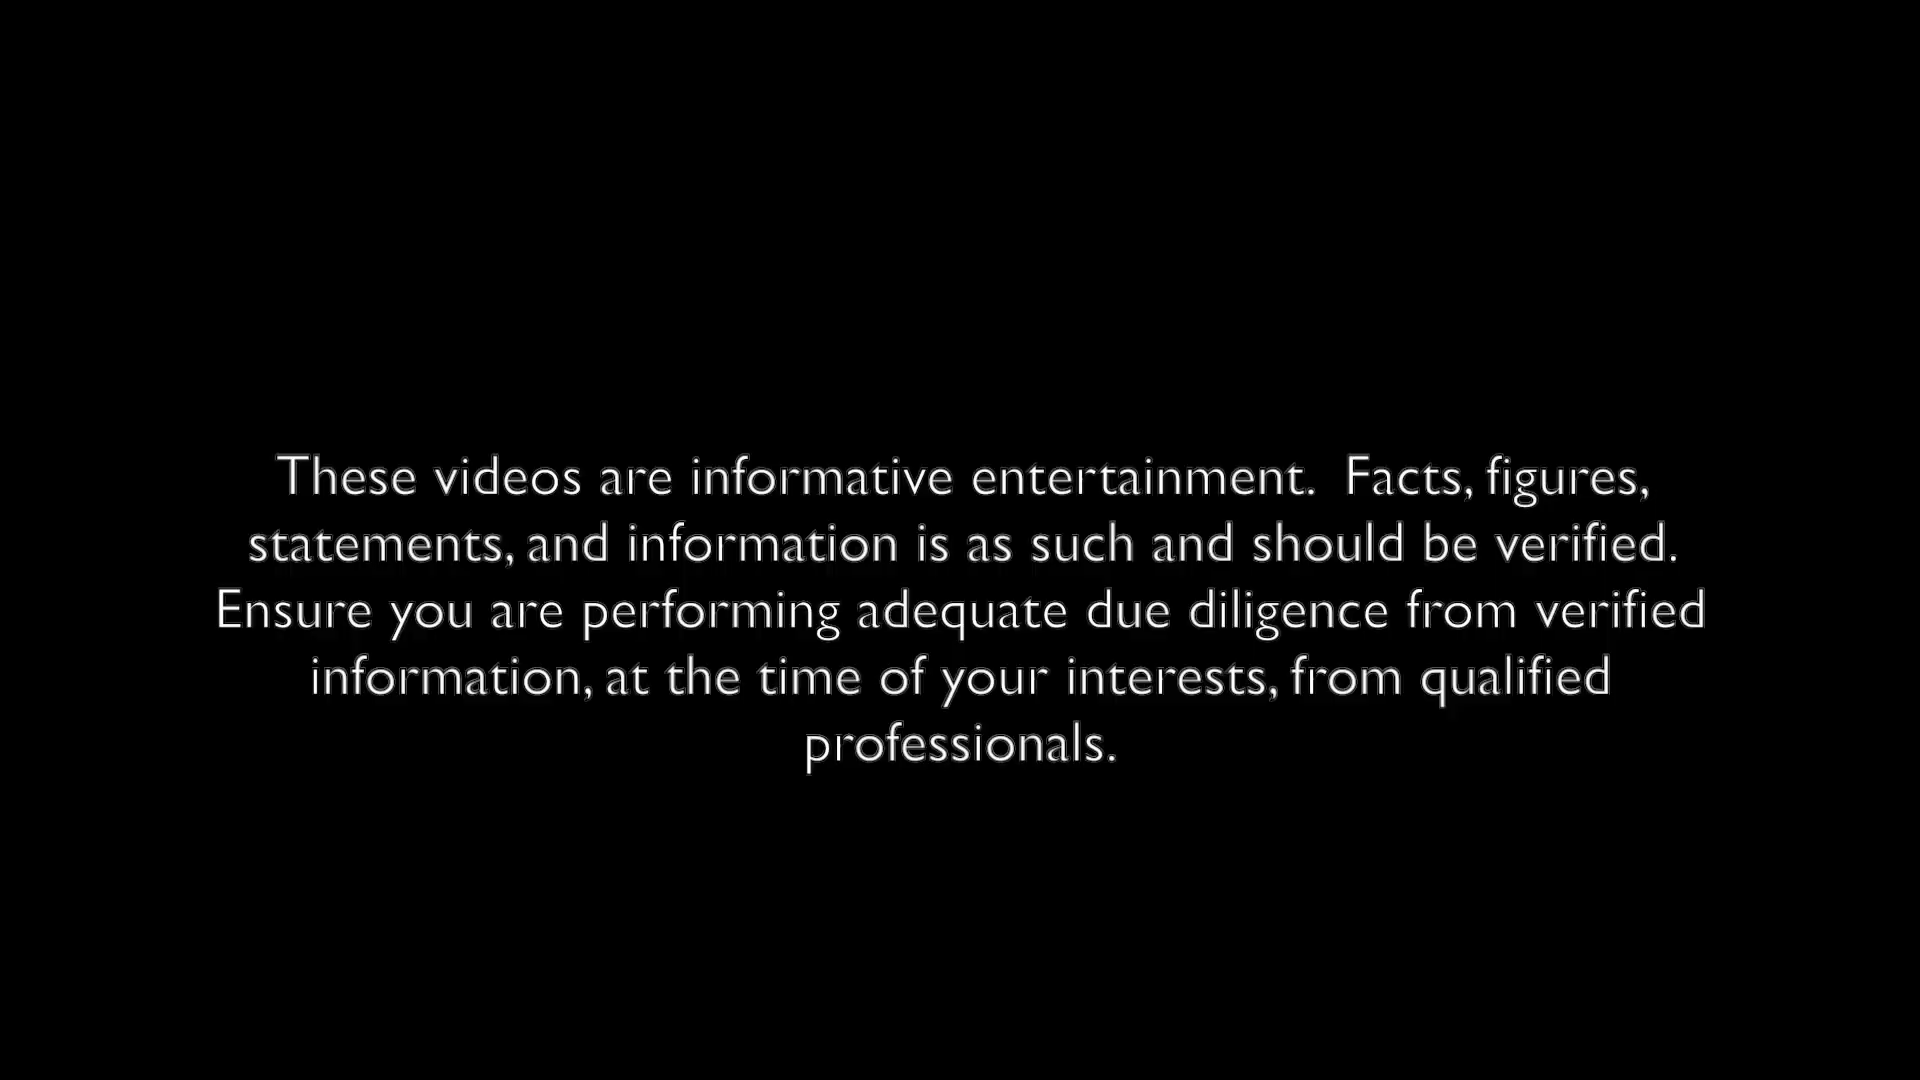 These videos are informative entertainment.  Facts, figures,
statements, and information is as such and should be verified.
Ensure you are performing adequate due diligence from verified
information, at the time of your interests, from qualified
professionals.